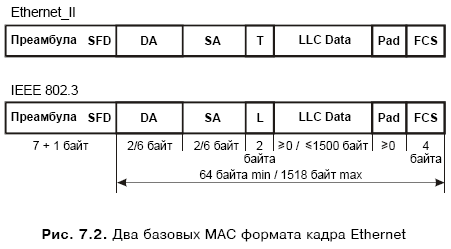 Ethernet_II
Преамбула SFD DA SA T LLC Data Pad FCS
IEEE 802.3
Преамбула SFD DA SA L LLC Data Pad FCS
7 + 1 байт 2/6 байт 2/6 байт 2 байта ≥0 / ≤1500 байт ≥0 4 байта
64 байта min / 1518 байт max
Рис. 7.2. Два базовых MAC формата кадра Ethernet